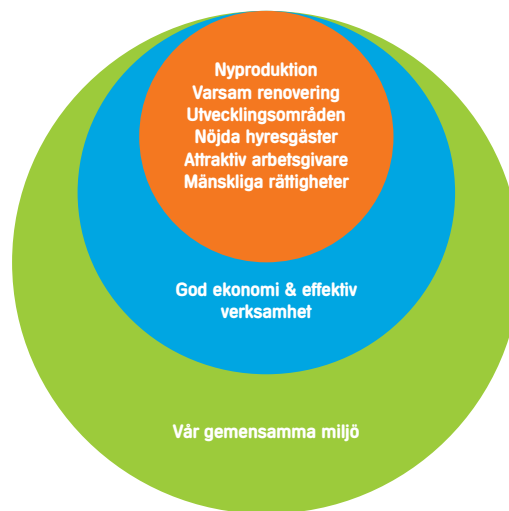 Nyproduktion
Varsam renovering
Utvecklingsområden
Nöjda hyresgäster
Attraktiv arbetsgivare
Mänskliga rättigheter
God ekonomi & effektiv
verksamhet
Vår gemensamma miljö